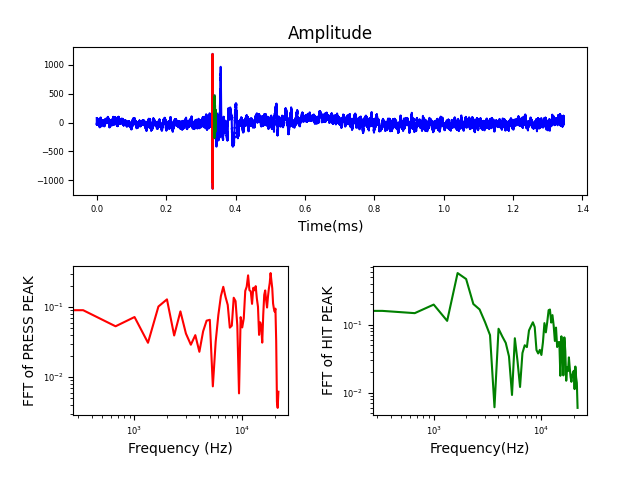 Amplitude
1000
500
0
−500
−1000
0.0 0.2 0.4 0.6 0.8 1.0 1.2 1.4
Time(ms)
FFT of PRESS PEAK
10⁻¹
10⁻²
10³ 10⁴
Frequency (Hz)
FFT of HIT PEAK
10⁻¹
10⁻²
10³ 10⁴
Frequency(Hz)